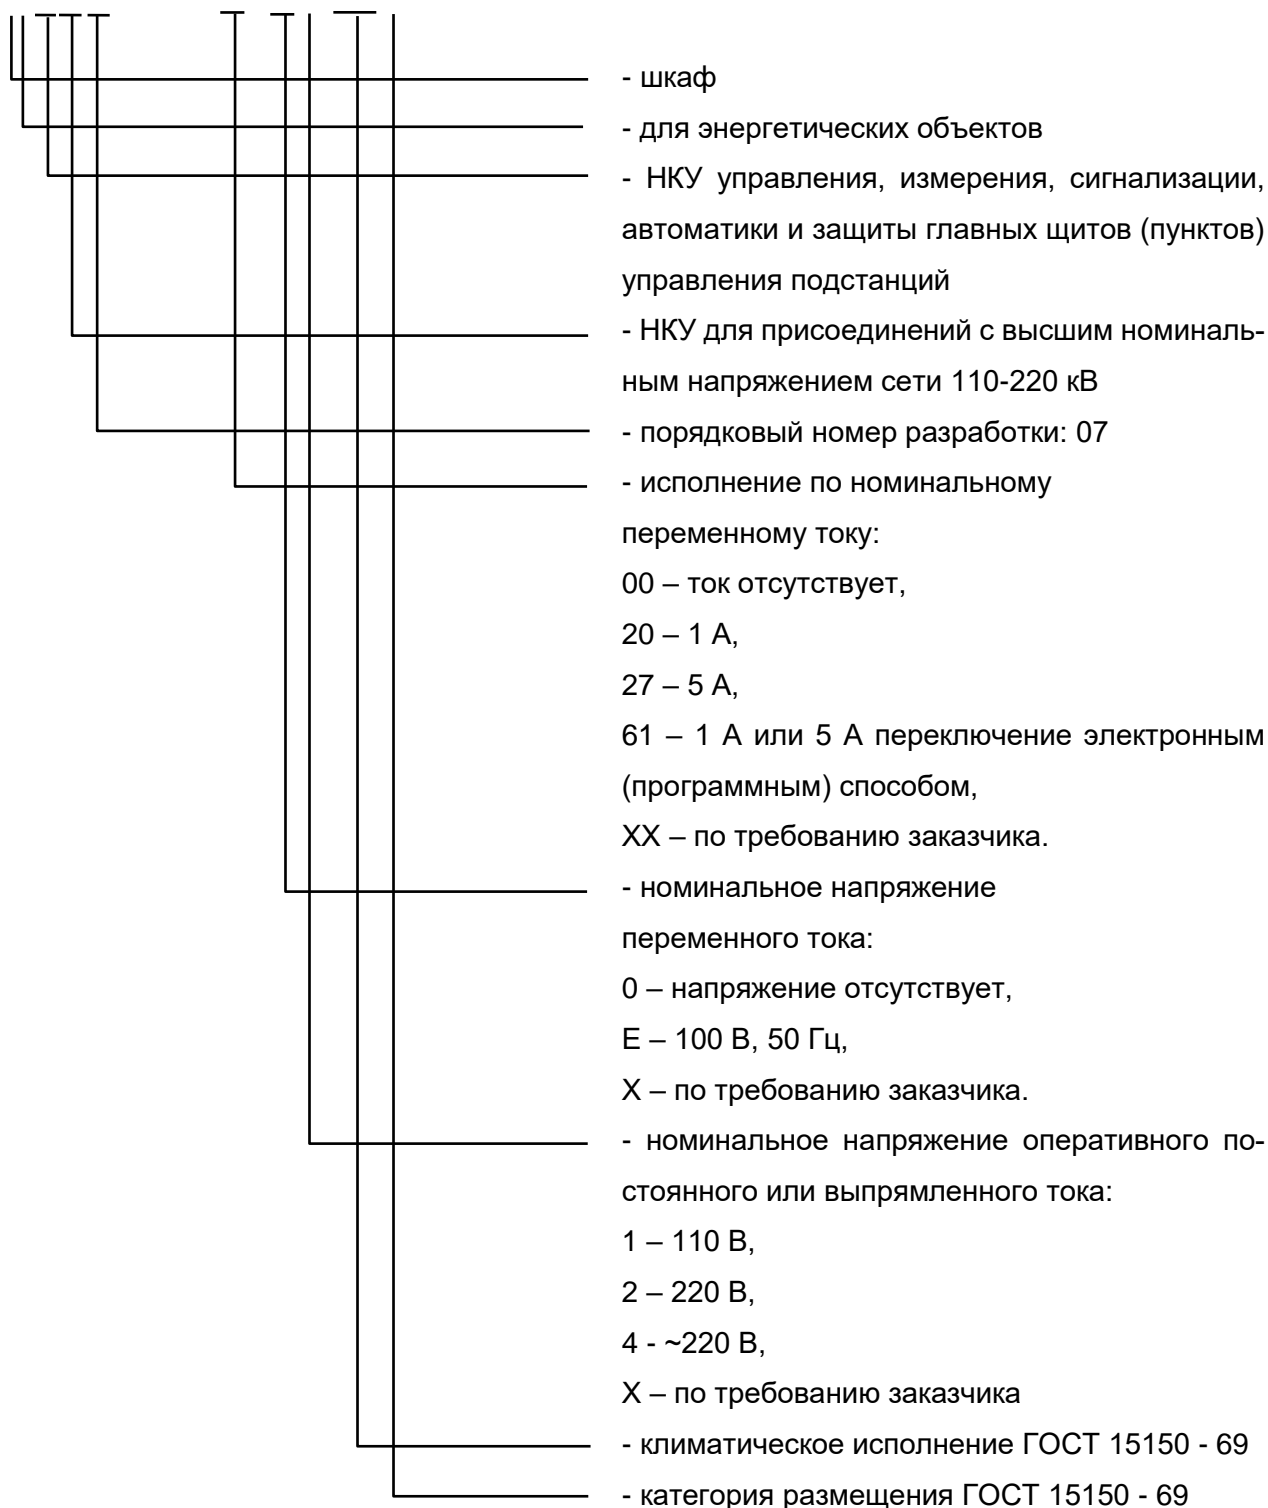 - шкаф
- для энергетических объектов
- НКУ управления, измерения, сигнализации,
автоматики и защиты главных щитов (пунктов)
управления подстанций
- НКУ для присоединений с высшим номиналь-
ным напряжением сети 110-220 кВ
- порядковый номер разработки: 07
- исполнение по номинальному
переменному току:
00 – ток отсутствует,
20 – 1 А,
27 – 5 А,
61 – 1 А или 5 А переключение электронным
(программным) способом,
ХХ – по требованию заказчика.
- номинальное напряжение
переменного тока:
0 – напряжение отсутствует,
Е – 100 В, 50 Гц,
Х – по требованию заказчика.
- номинальное напряжение оперативного по-
стоянного или выпрямленного тока:
1 – 110 В,
2 – 220 В,
4 - ~220 В,
Х – по требованию заказчика
- климатическое исполнение ГОСТ 15150 - 69
- категория размещения ГОСТ 15150 - 69